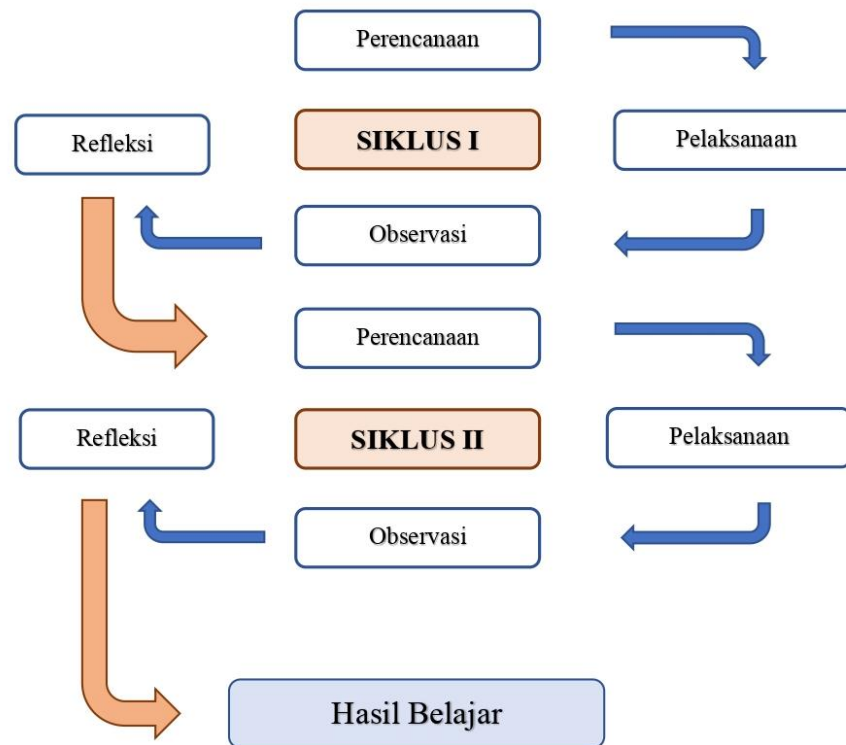 Perencanaan
Refleksi
SIKLUS I
Pelaksanaan
Observasi
Perencanaan
Refleksi
SIKLUS II
Pelaksanaan
Observasi
Hasil Belajar